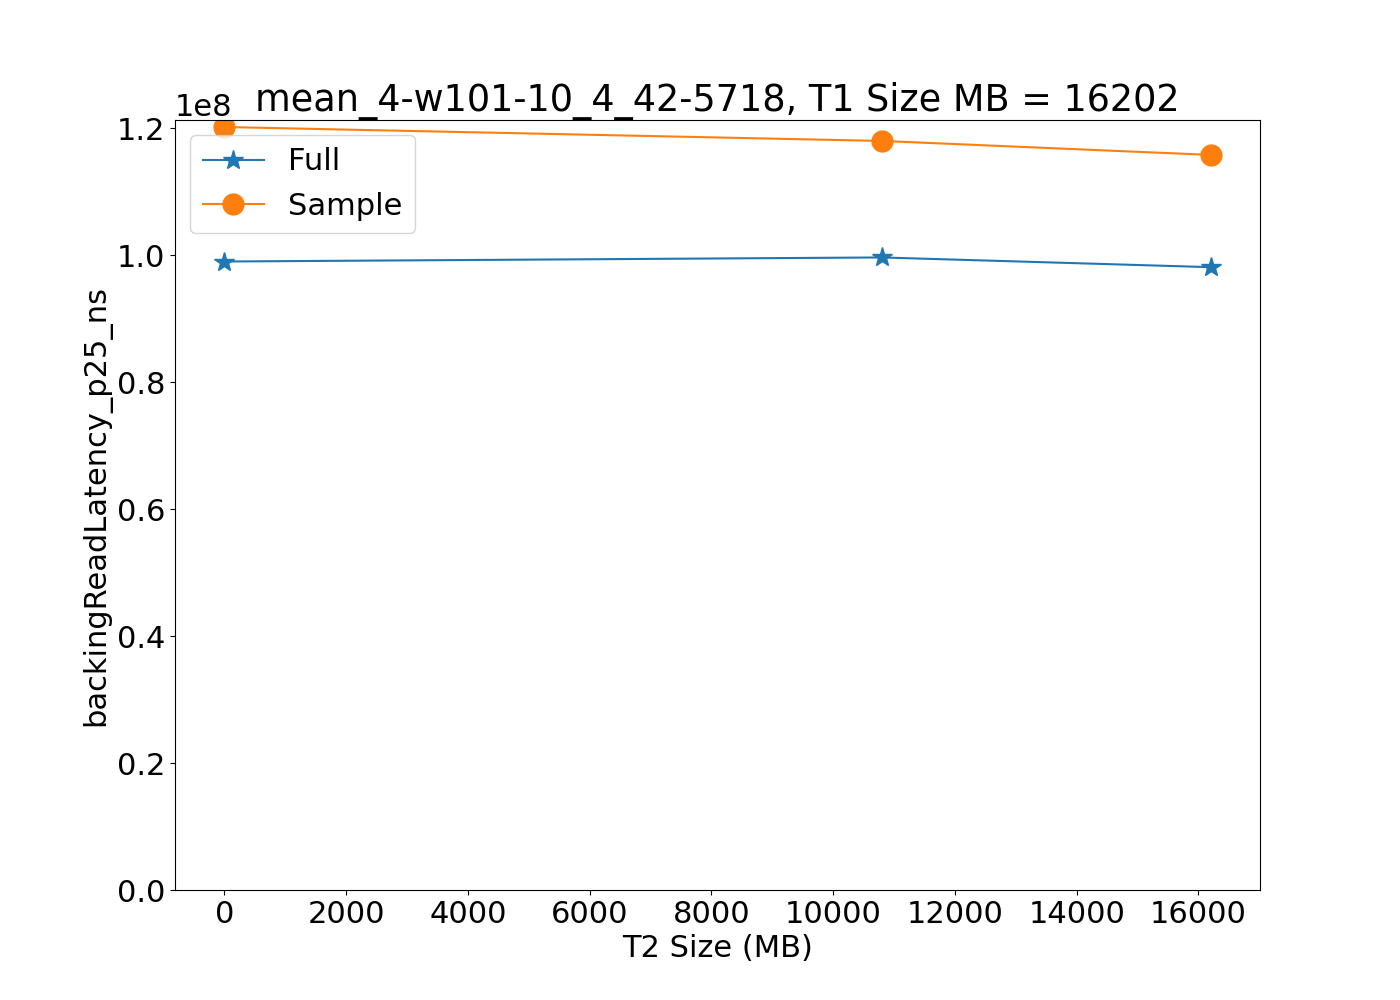 mean_4-w101-10_4_42-5718, T1 Size MB = 16202
1e8
1.2
1.0
0.8
0.6
0.4
0.2
0.0
backingReadLatency_p25_ns
Full
Sample
0 2000 4000 6000 8000 10000 12000 14000 16000
T2 Size (MB)